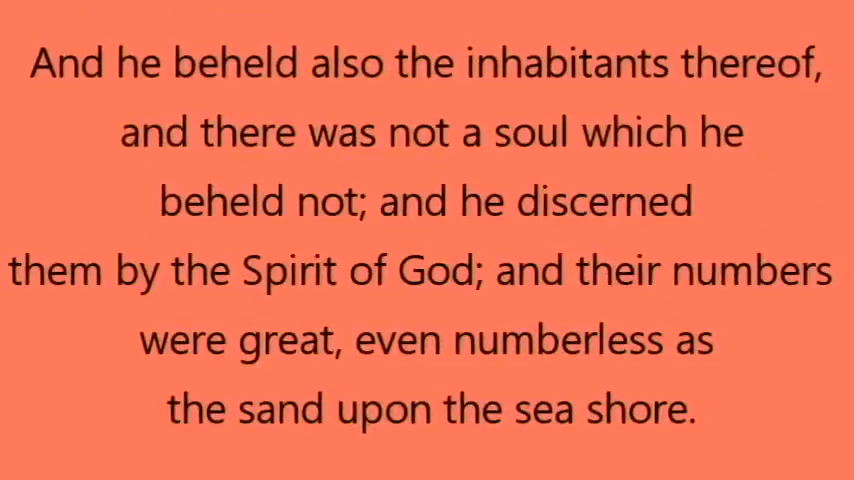 And he beheld also the inhabitants thereof,
and there was not a soul which he
beheld not; and he discerned
them by the Spirit of God; and their numbers
were great, even numberless as
the sand upon the sea shore.